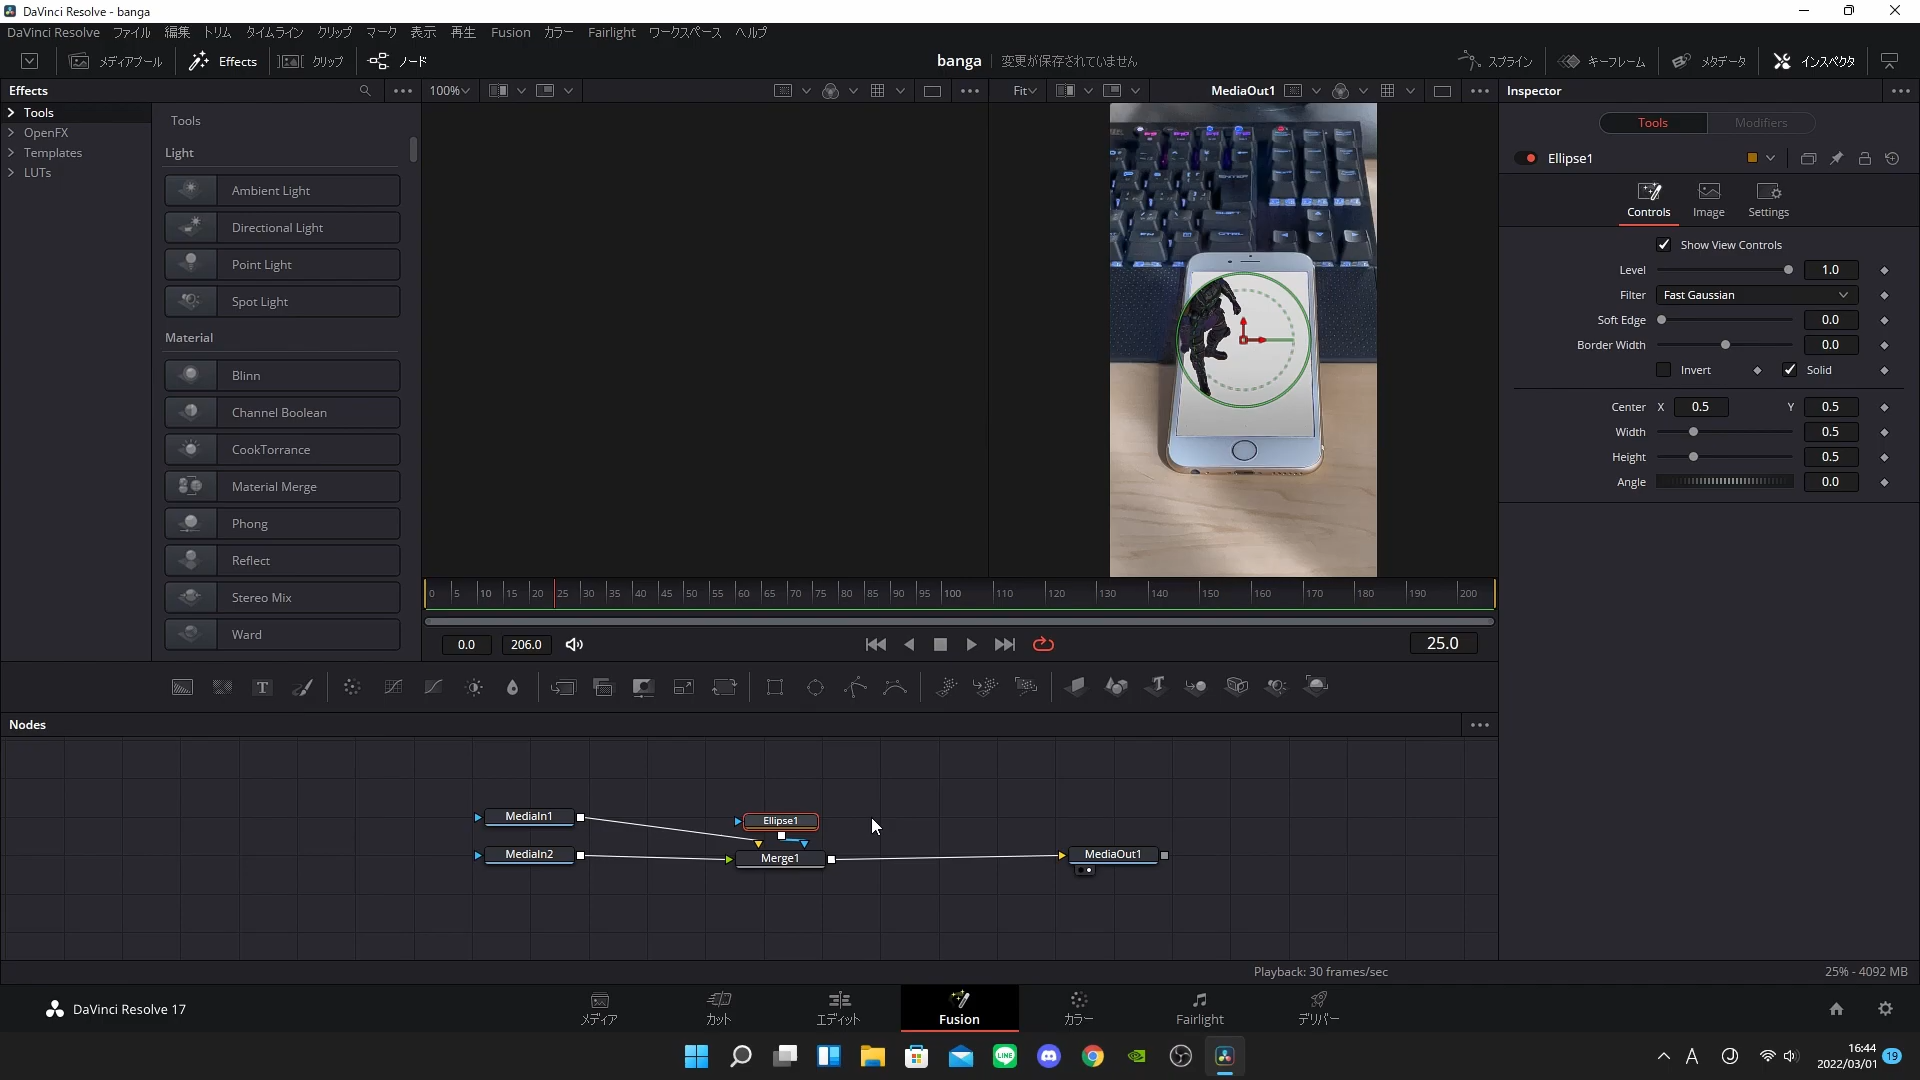 DaVinci Resolve - banga
DaVinci Resolve ファイル 編集 トリム タイムライン クリップ マーク 表示 再生 Fusion カラー Fairlight ワークスペース ヘルプ
メディアプール Effects クリップ ノード banga 変更が保存されていません スプライン キーフレーム メタデータ インスペクタ
Effects 100% Fit MediaOut1 Inspector
Tools
OpenFX
Templates
LUTs
Tools
Light
Ambient Light
Directional Light
Point Light
Spot Light
Material
Blinn
Channel Boolean
CookTorrance
Material Merge
Phong
Reflect
Stereo Mix
Ward
Tools Modifiers
Ellipse1
Controls Image Settings
Show View Controls
Level 1.0
Filter Fast Gaussian
Soft Edge 0.0
Border Width 0.0
Invert Solid
Center X 0.5 Y 0.5
Width 0.5
Height 0.5
Angle 0.0
0 5 10 15 20 25 30 35 40 45 50 55 60 65 70 75 80 85 90 95 100 110 120 130 140 150 160 170 180 190 200
0.0 206.0 25.0
Nodes
MediaIn1
Ellipse1
MediaIn2
Merge1
MediaOut1
Playback: 30 frames/sec 25% - 4092 MB
DaVinci Resolve 17 メディア カット エディット Fusion カラー Fairlight デリバー
LINE
A
16:44
2022/03/01
19